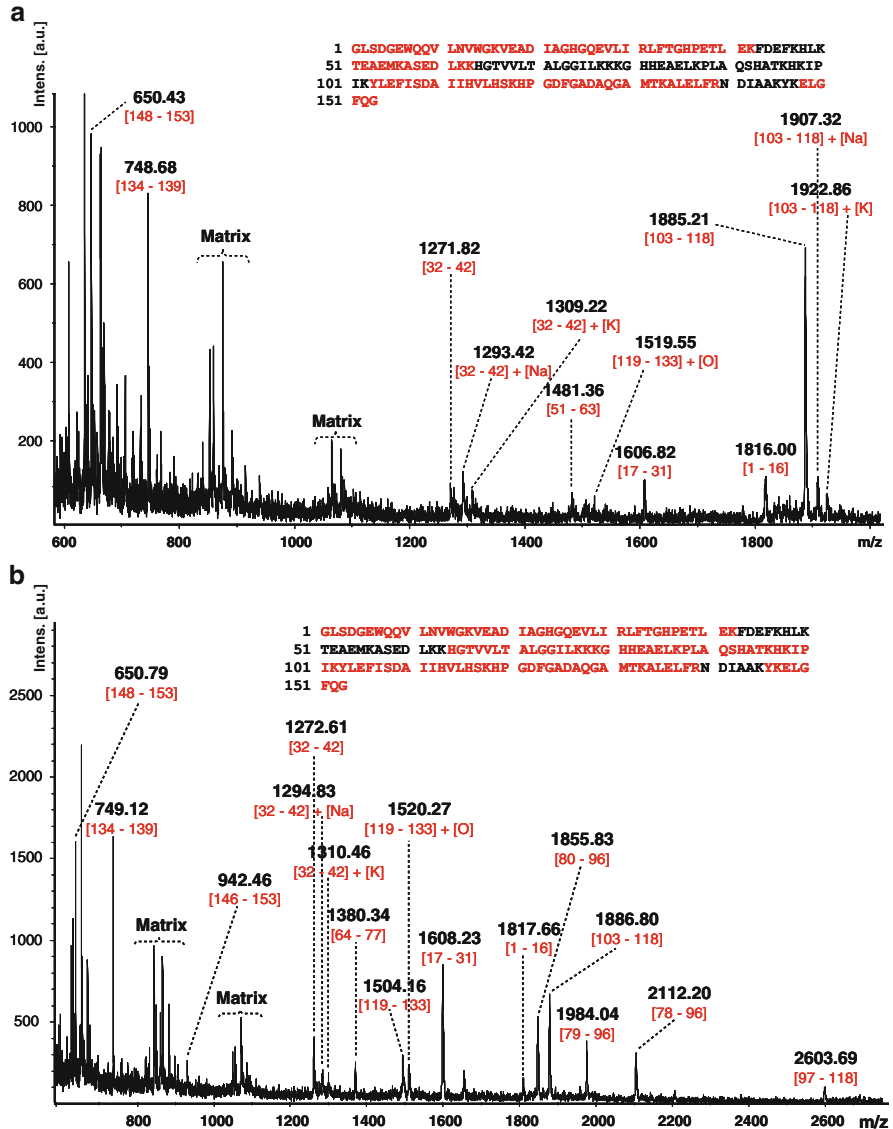 a
Intens. [a.u.]
1 GLSDGEWQQV LNVWGKVEAD IAGHGQEVLI RLFTGHPETL EKFDEFKHLK
51 TEAEMKASED LKKHGTVVLT ALGGILKKKG HHEAELKPLA QSHATKHKIP
101 IKYLEFISDA IIHVLHSKHP GDFGADAQGA MTKALELFRN DIAAKYKELG
151 FQG
650.43
[148 - 153]
748.68
[134 - 139]
Matrix
Matrix
1271.82
[32 - 42]
1293.42
[32 - 42] + [Na]
1309.22
[32 - 42] + [K]
1481.36
[51 - 63]
1519.55
[119 - 133] + [O]
1606.82
[17 - 31]
1816.00
[1 - 16]
1885.21
[103 - 118]
1907.32
[103 - 118] + [Na]
1922.86
[103 - 118] + [K]
1000
800
600
400
200
600 800 1000 1200 1400 1600 1800 m/z
b
Intens. [a.u.]
1 GLSDGEWQQV LNVWGKVEAD IAGHGQEVLI RLFTGHPETL EKFDEFKHLK
51 TEAEMKASED LKKHGTVVLT ALGGILKKKG HHEAELKPLA QSHATKHKIP
101 IKYLEFISDA IIHVLHSKHP GDFGADAQGA MTKALELFRN DIAAKYKELG
151 FQG
650.79
[148 - 153]
749.12
[134 - 139]
Matrix
942.46
[146 - 153]
Matrix
1272.61
[32 - 42]
1294.83
[32 - 42] + [Na]
1310.46
[32 - 42] + [K]
1380.34
[64 - 77]
1504.16
[119 - 133]
1520.27
[119 - 133] + [O]
1608.23
[17 - 31]
1817.66
[1 - 16]
1855.83
[80 - 96]
1886.80
[103 - 118]
1984.04
[79 - 96]
2112.20
[78 - 96]
2603.69
[97 - 118]
2500
2000
1500
1000
500
800 1000 1200 1400 1600 1800 2000 2200 2400 2600 m/z